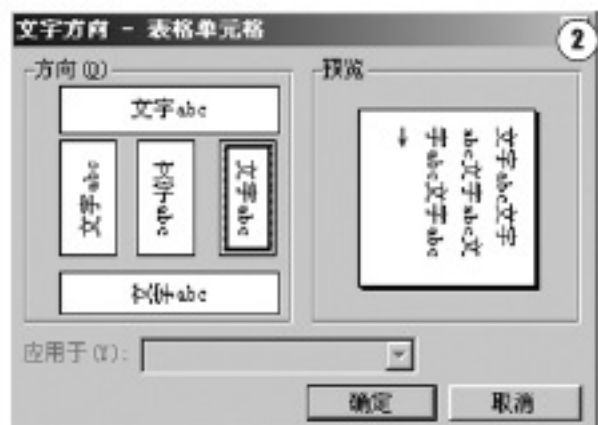 文字方向 - 表格单元格
2
方向(O)
文字abc
文字abc
文字abc
文字abc
文字abc
预览
文字abc文字
abc文字abc文
字abc文字abc
应用于(Y):
确定
取消